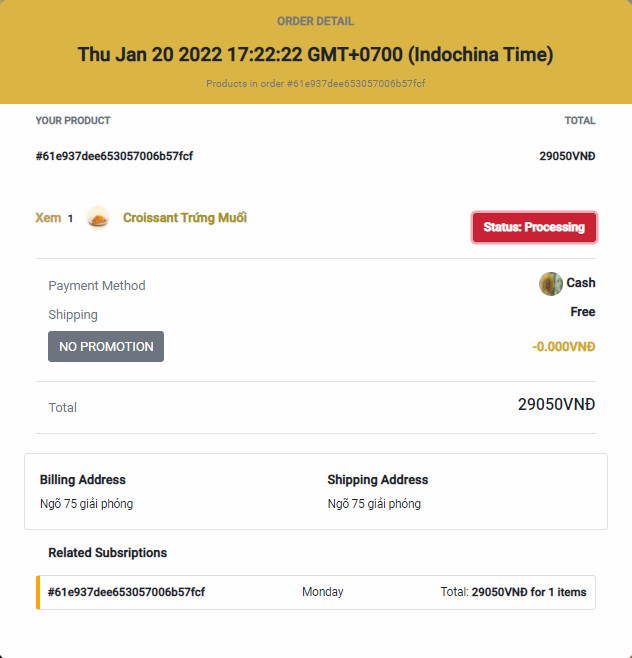 ORDER DETAIL
Thu Jan 20 2022 17:22:22 GMT+0700 (Indochina Time)
Products in order #61e937dee653057006b57fcf
YOUR PRODUCT TOTAL
#61e937dee653057006b57fcf 29050VNĐ
Xem 1 Croissant Trứng Muối
Status: Processing
Payment Method Cash
Shipping Free
NO PROMOTION -0.000VNĐ
Total 29050VNĐ
Billing Address Shipping Address
Ngõ 75 giải phóng Ngõ 75 giải phóng
Related Subsriptions
#61e937dee653057006b57fcf Monday Total: 29050VNĐ for 1 items